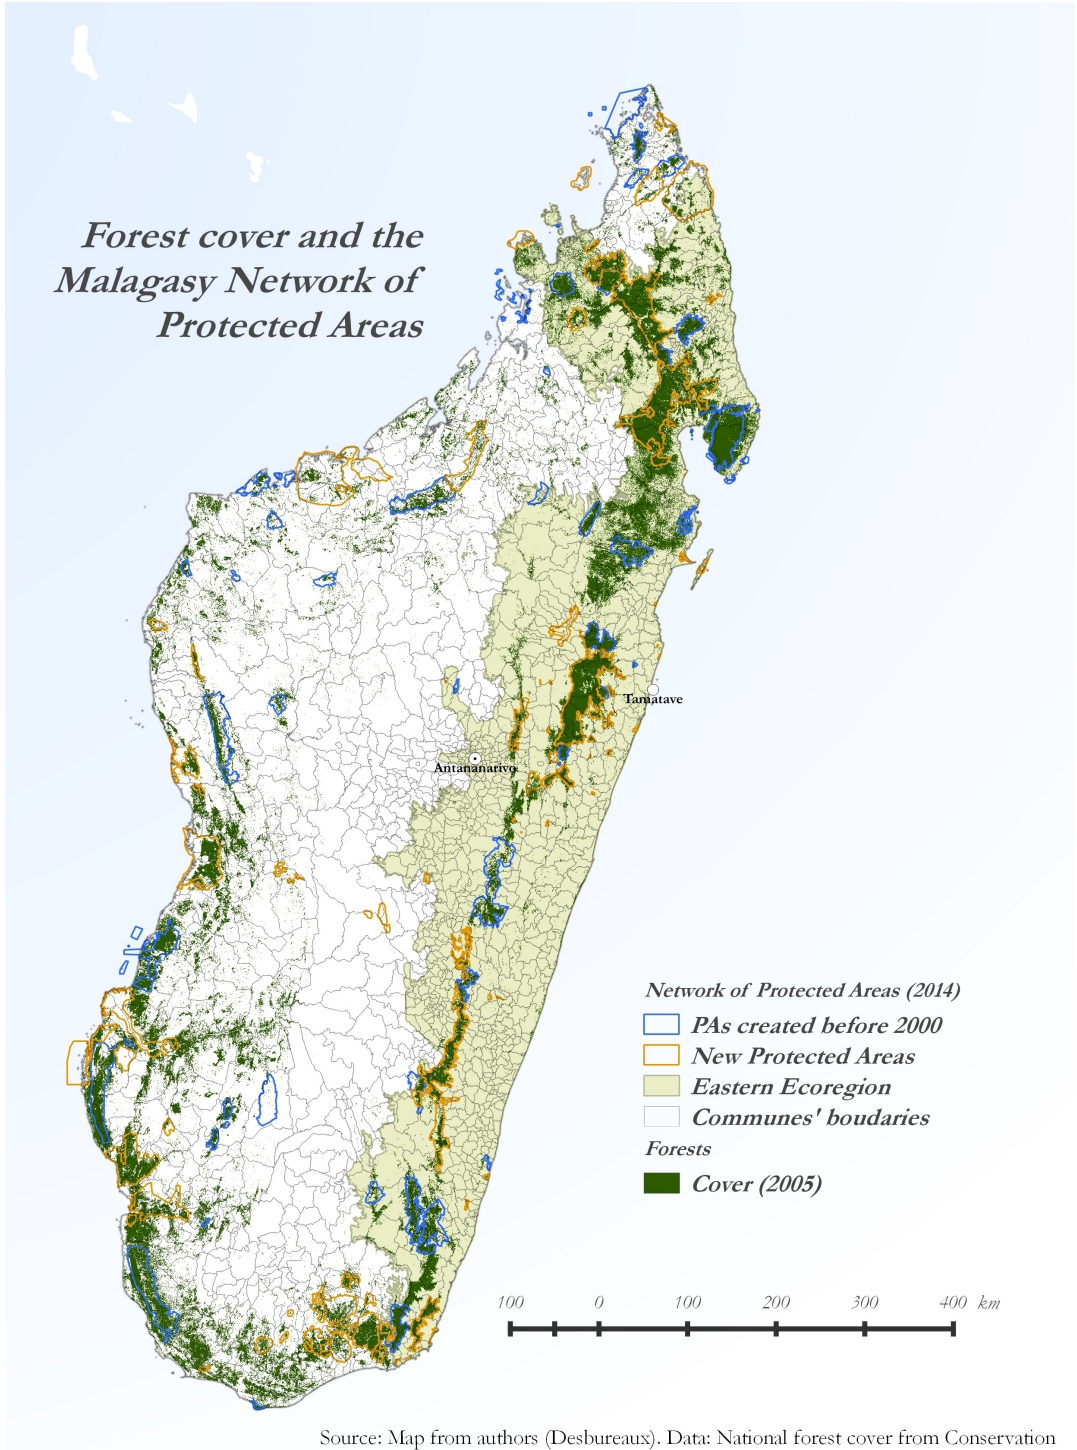 Forest cover and the
Malagasy Network of
Protected Areas
Tamatave
Antananarivo
Network of Protected Areas (2014)
PAs created before 2000
New Protected Areas
Eastern Ecoregion
Communes' boudaries
Forests
Cover (2005)
100 0 100 200 300 400 km
Source: Map from authors (Desbureaux). Data: National forest cover from Conservation